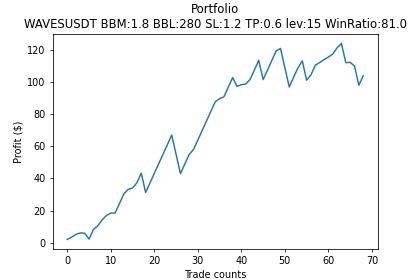 Portfolio
WAVESUSDT BBM:1.8 BBL:280 SL:1.2 TP:0.6 lev:15 WinRatio:81.0
120
100
80
60
40
20
0
Profit ($)
0 10 20 30 40 50 60 70
Trade counts